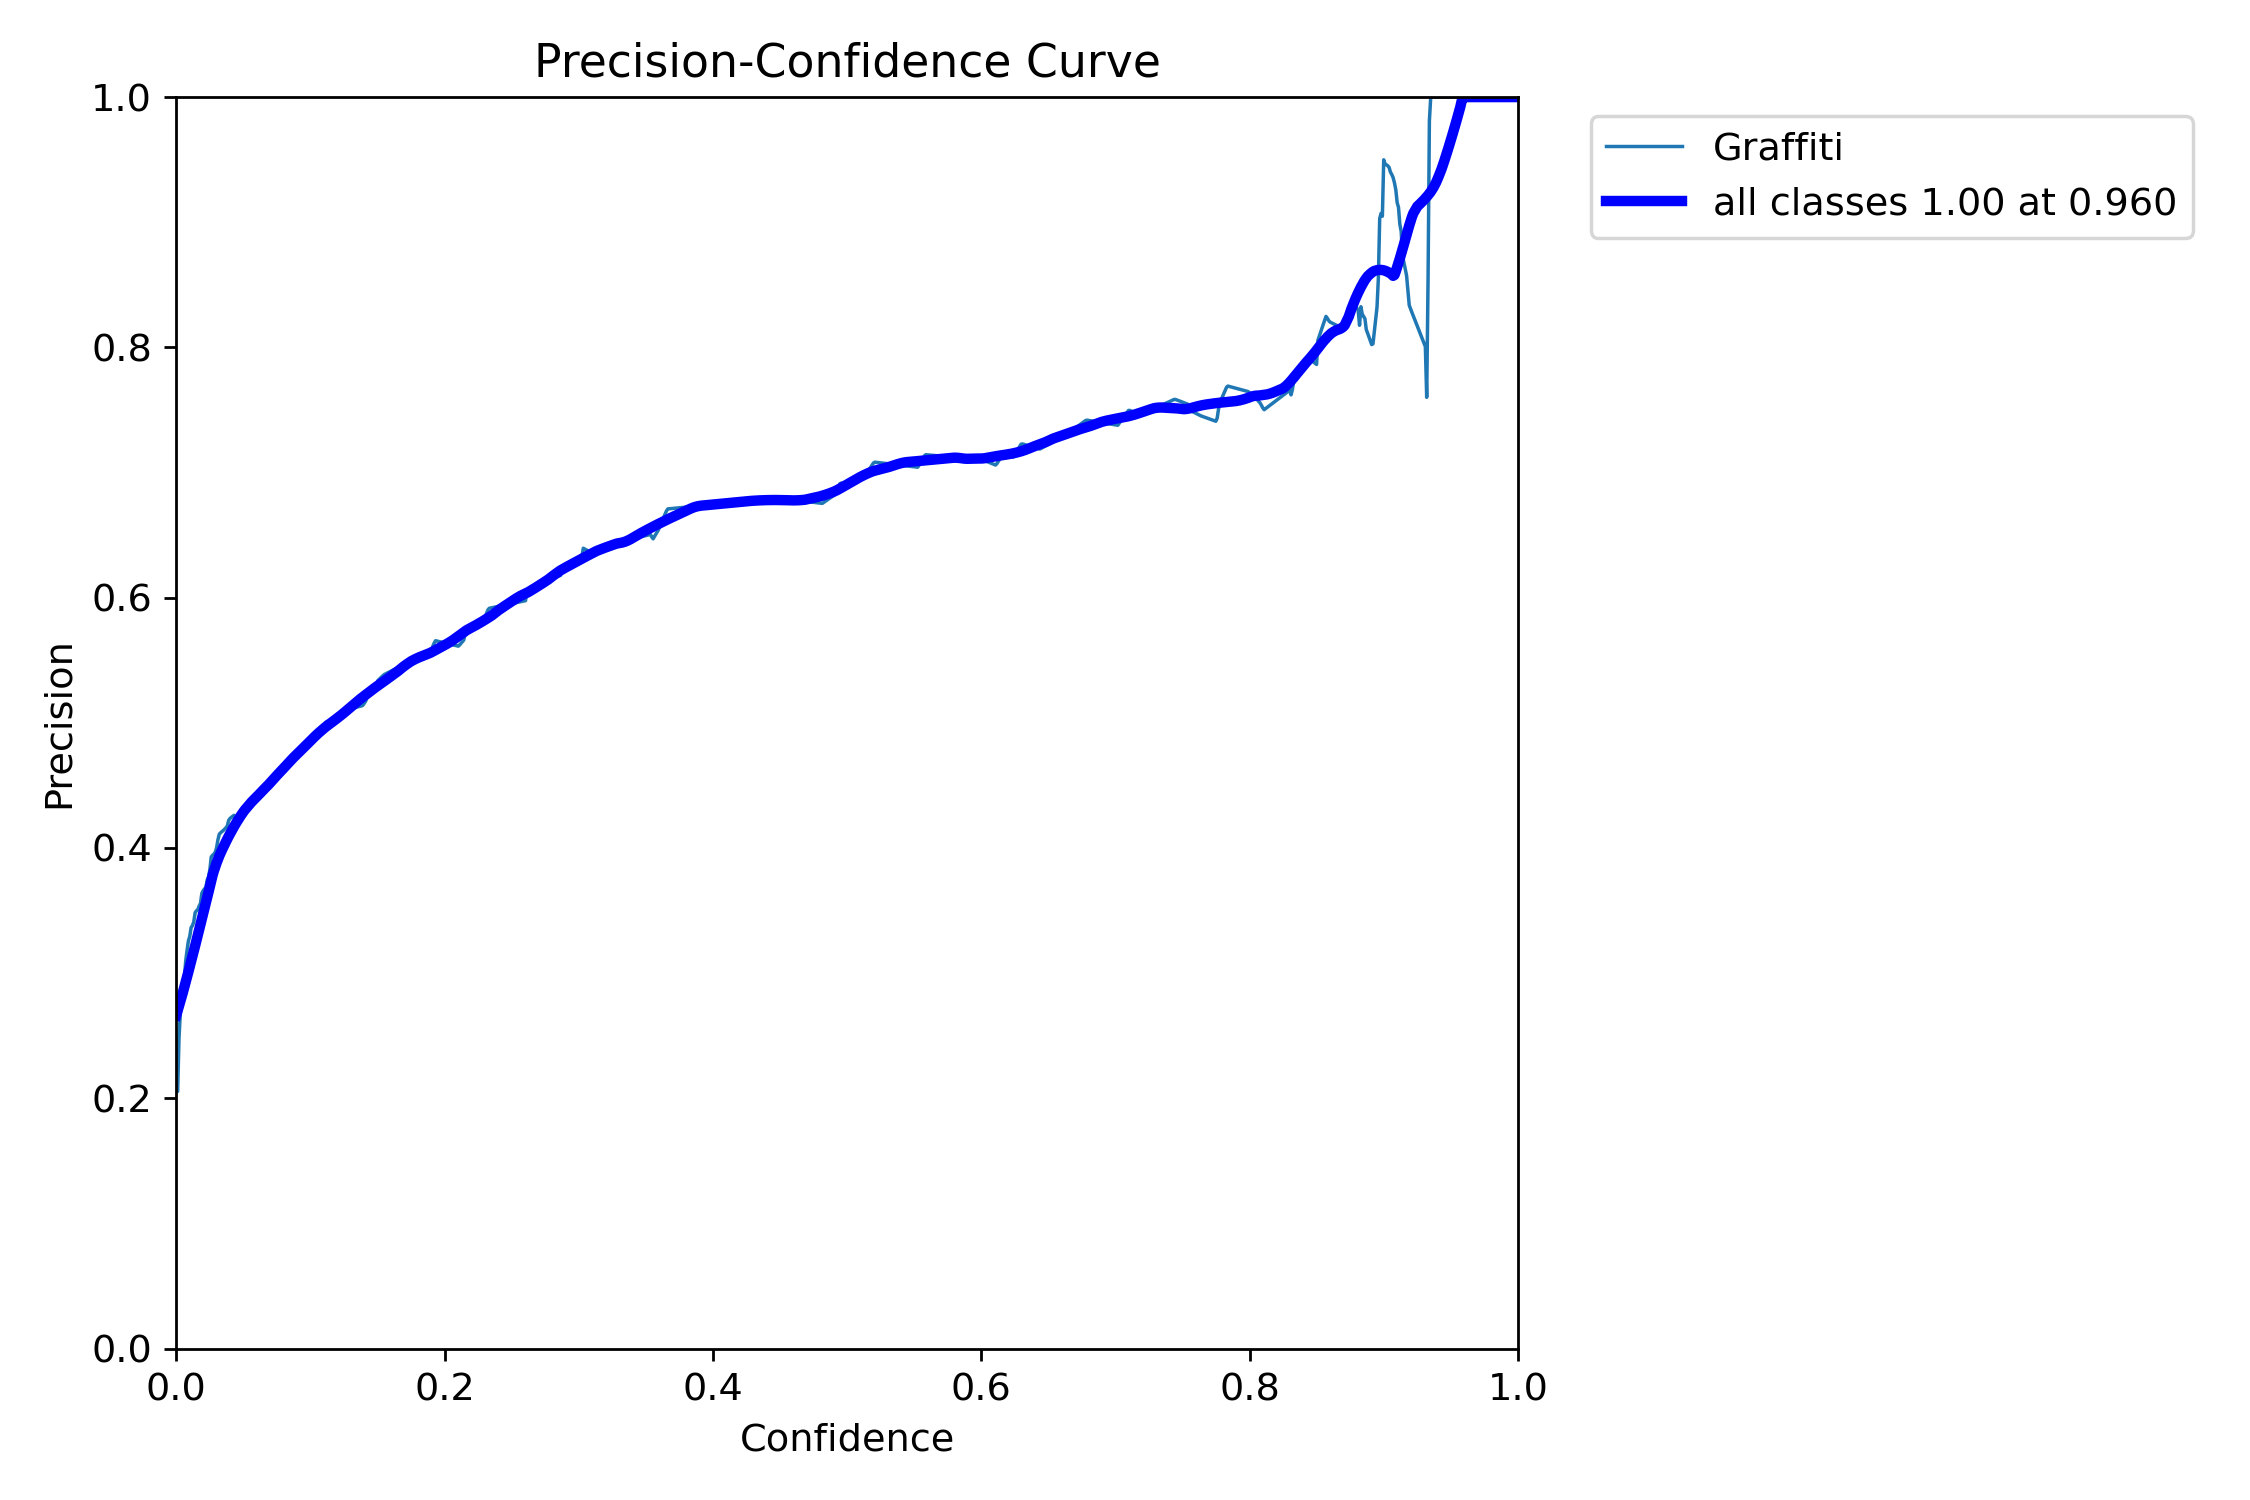 Precision-Confidence Curve
1.0
0.8
0.6
0.4
0.2
0.0
Precision
0.0 0.2 0.4 0.6 0.8 1.0
Confidence
Graffiti
all classes 1.00 at 0.960